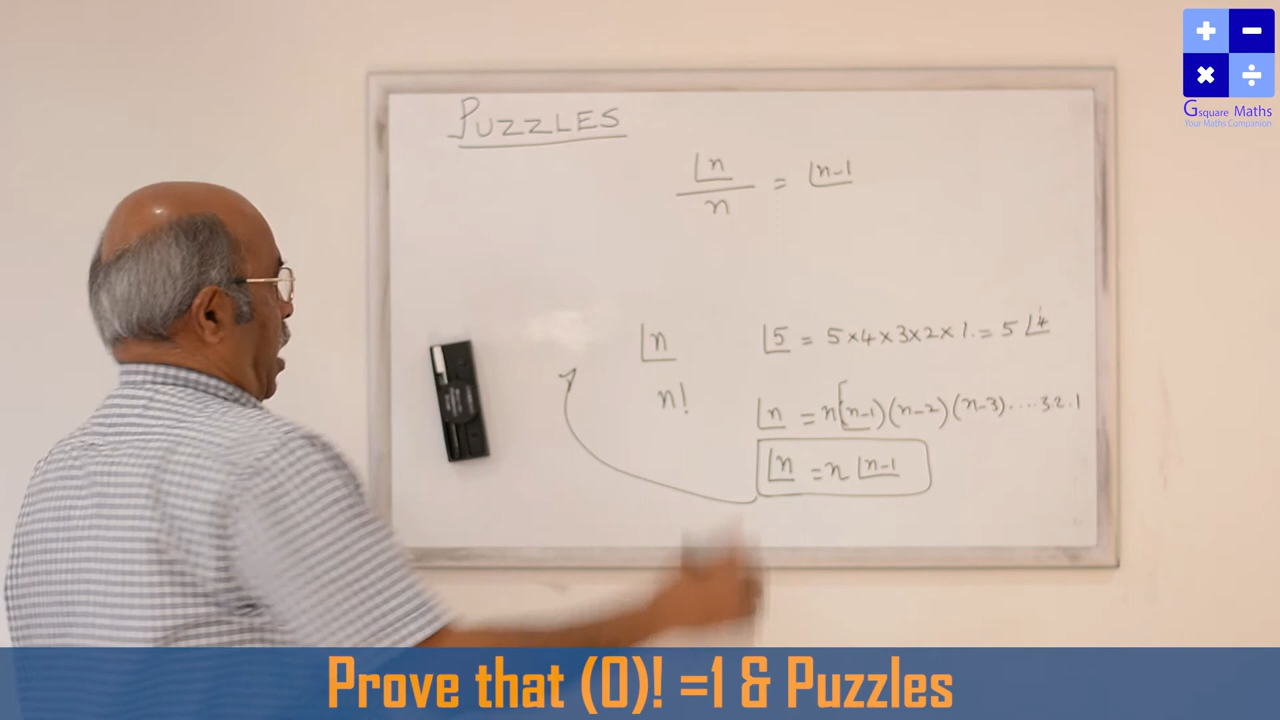 PUZZLES
⌊n / n = ⌊n-1
⌊n
n!
⌊5 = 5×4×3×2×1. = 5 ⌊4
⌊n = n[(n-1)(n-2)(n-3)....3.2.1
⌊n = n ⌊n-1
+ −
× ÷
Gsquare Maths
Your Maths Companion
Prove that (0)! =1 & Puzzles